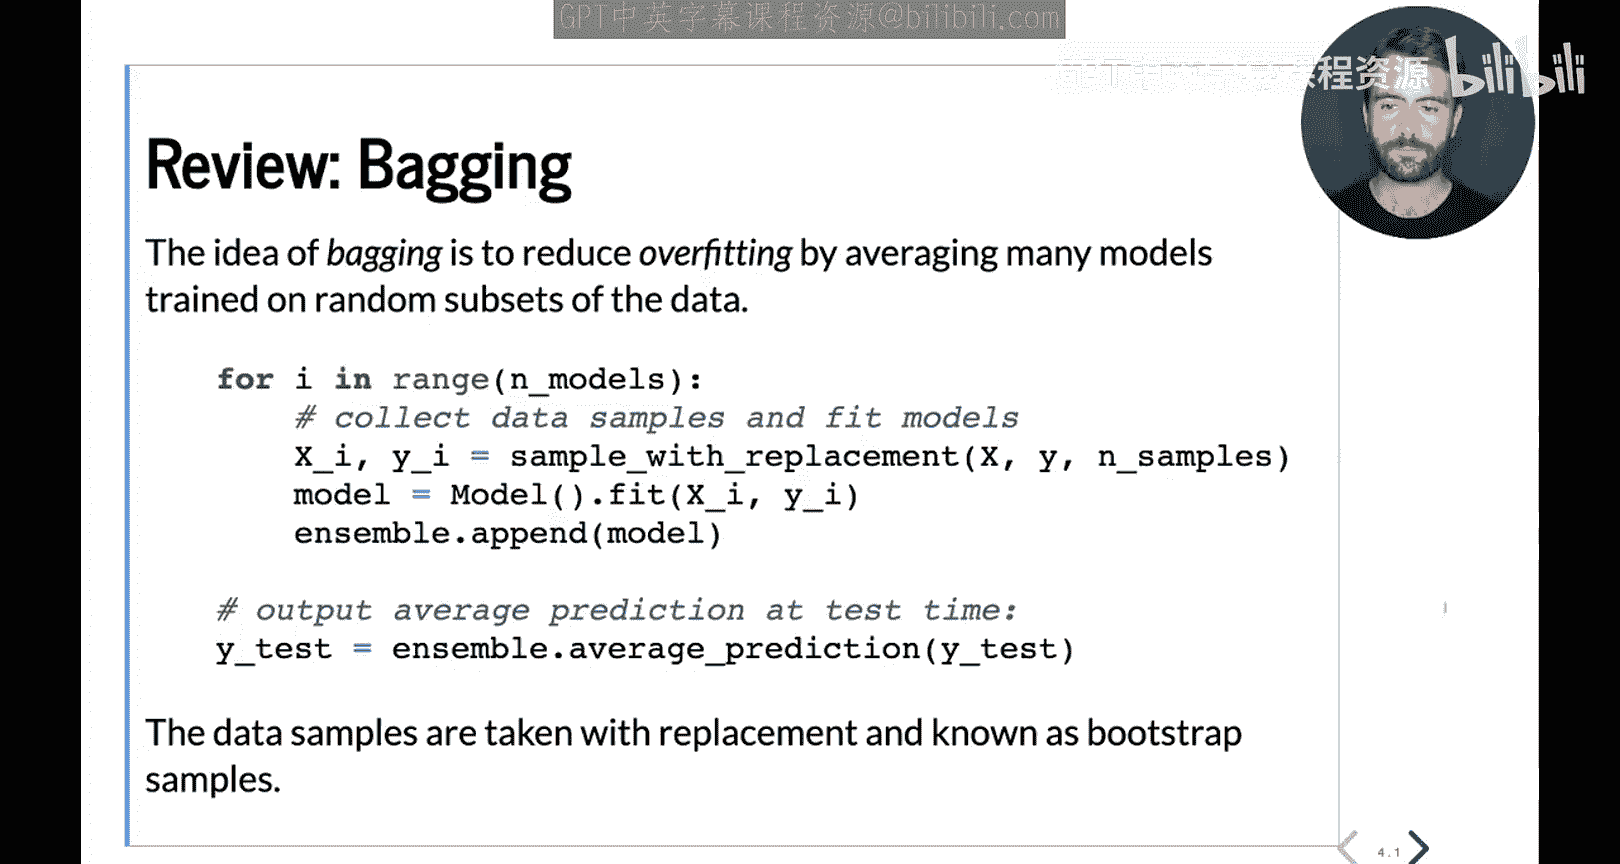 GPT中英字幕课程资源@bilibili.com
程资源 bilibili
Review: Bagging
The idea of bagging is to reduce overfitting by averaging many models
trained on random subsets of the data.
for i in range(n_models):
# collect data samples and fit models
X_i, y_i = sample_with_replacement(X, y, n_samples)
model = Model().fit(X_i, y_i)
ensemble.append(model)
# output average prediction at test time:
y_test = ensemble.average_prediction(y_test)
The data samples are taken with replacement and known as bootstrap
samples.
4.1